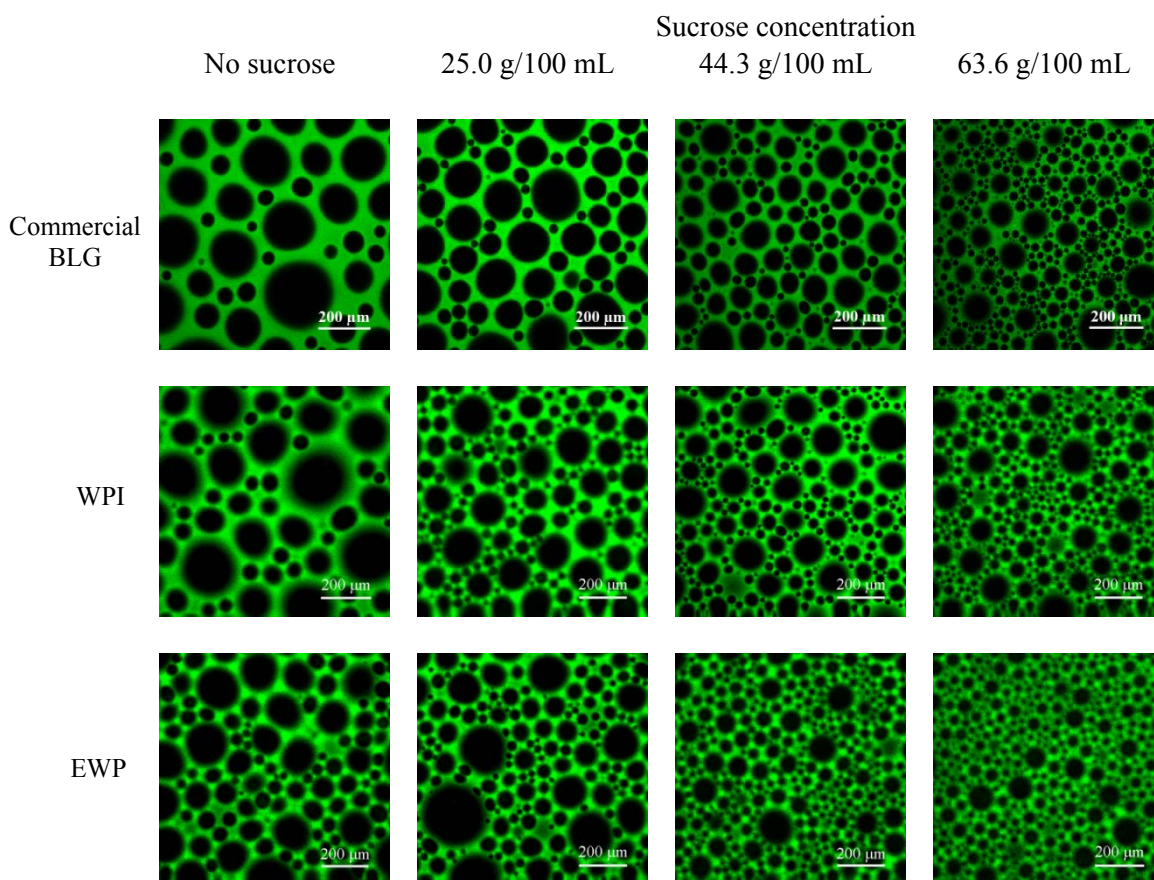 Sucrose concentration
No sucrose
25.0 g/100 mL
44.3 g/100 mL
63.6 g/100 mL
Commercial
BLG
200 μm
200 μm
200 μm
200 μm
WPI
200 μm
200 μm
200 μm
200 μm
EWP
200 μm
200 μm
200 μm
200 μm